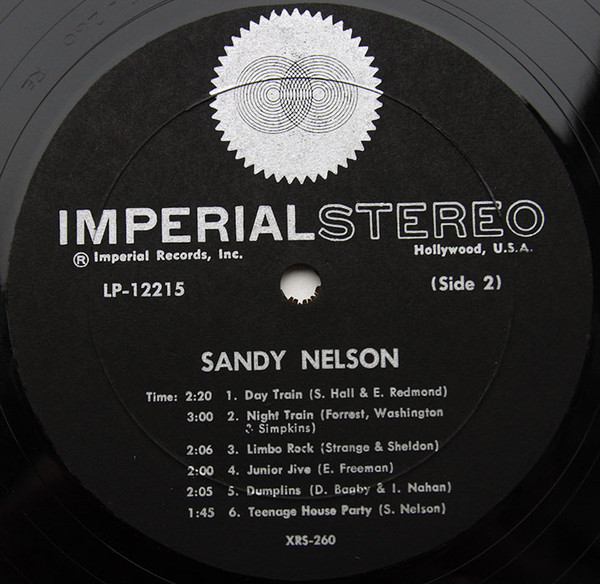 IMPERIALSTEREO
® Imperial Records, Inc. Hollywood, U.S.A.
LP-12215 (Side 2)
SANDY NELSON
Time: 2:20 1. Day Train (S. Hall & E. Redmond)
3:00 2. Night Train (Forrest, Washington
& Simpkins)
2:06 3. Limbo Rock (Strange & Sheldon)
2:00 4. Junior Jive (E. Freeman)
2:05 5. Dumplins (D. Bagby & I. Nahan)
1:45 6. Teenage House Party (S. Nelson)
XRS-260